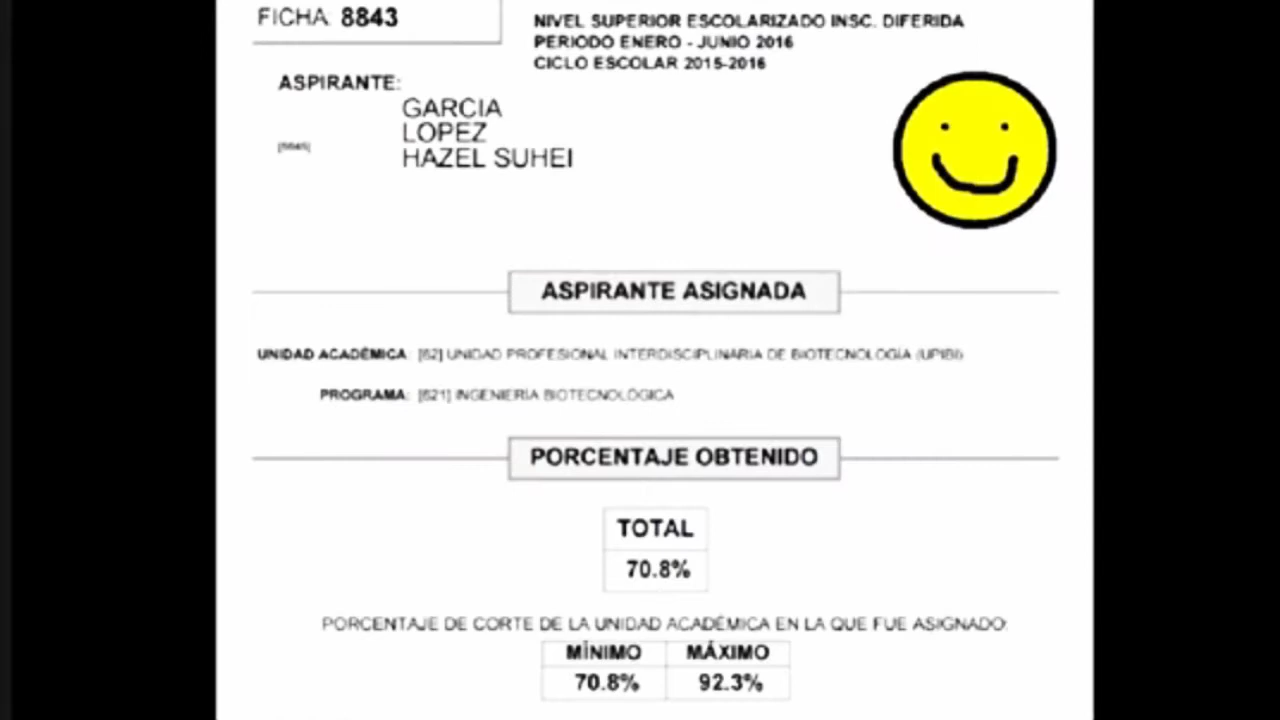 FICHA: 8843
NIVEL SUPERIOR ESCOLARIZADO INSC. DIFERIDA
PERIODO ENERO - JUNIO 2016
CICLO ESCOLAR 2015-2016
ASPIRANTE:
GARCIA
LOPEZ
HAZEL SUHEI
ASPIRANTE ASIGNADA
UNIDAD ACADÉMICA: [62] UNIDAD PROFESIONAL INTERDISCIPLINARIA DE BIOTECNOLOGÍA (UPIBI)
PROGRAMA: [621] INGENIERÍA BIOTECNOLÓGICA
PORCENTAJE OBTENIDO
TOTAL
70.8%
PORCENTAJE DE CORTE DE LA UNIDAD ACADÉMICA EN LA QUE FUE ASIGNADO:
MÍNIMO MÁXIMO
70.8% 92.3%